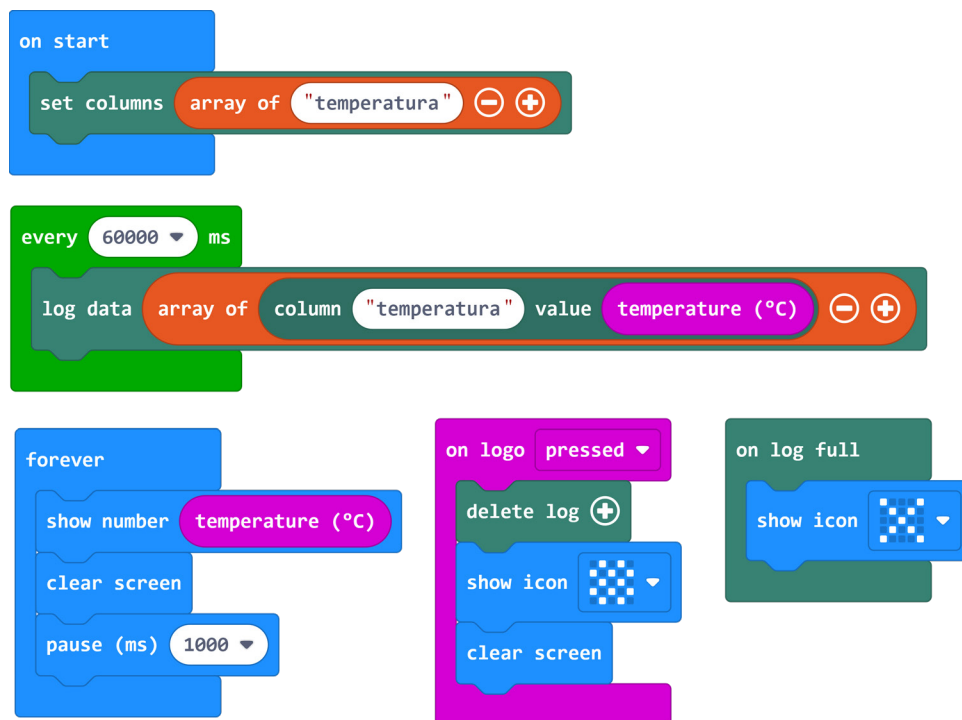 on start
set columns array of "temperatura"
every 60000 ms
log data array of column "temperatura" value temperature (°C)
forever
show number temperature (°C)
clear screen
pause (ms) 1000
on logo pressed
delete log
show icon
clear screen
on log full
show icon